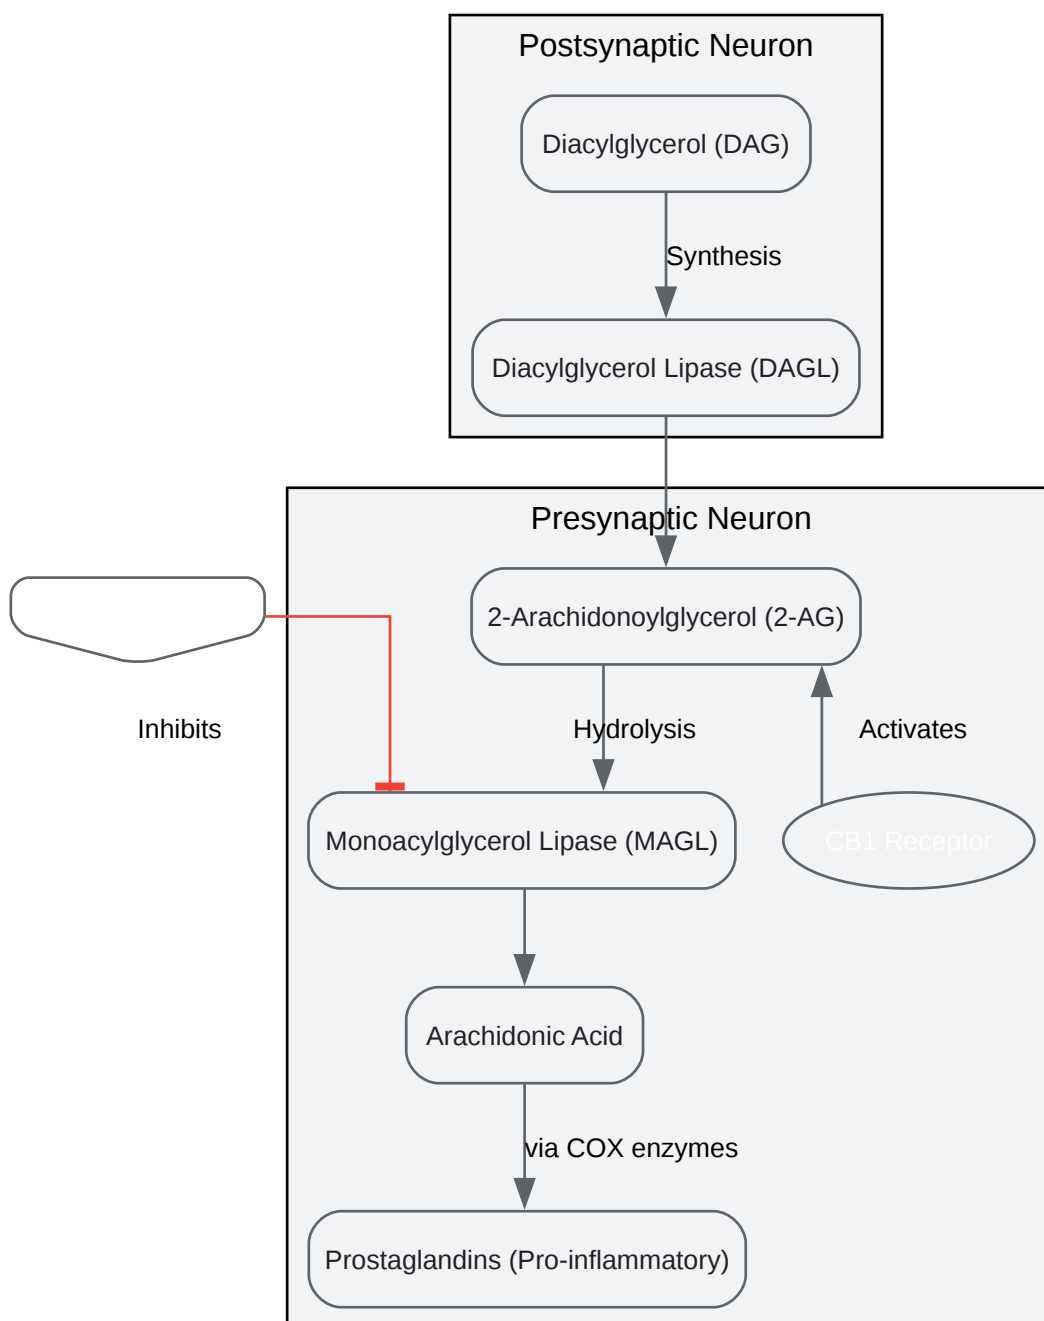 Postsynaptic Neuron
Diacylglycerol (DAG)
Synthesis
Diacylglycerol Lipase (DAGL)
Presynaptic Neuron
2-Arachidonoylglycerol (2-AG)
Inhibits
Hydrolysis
Activates
Monoacylglycerol Lipase (MAGL)
CB1 Receptor
Arachidonic Acid
via COX enzymes
Prostaglandins (Pro-inflammatory)